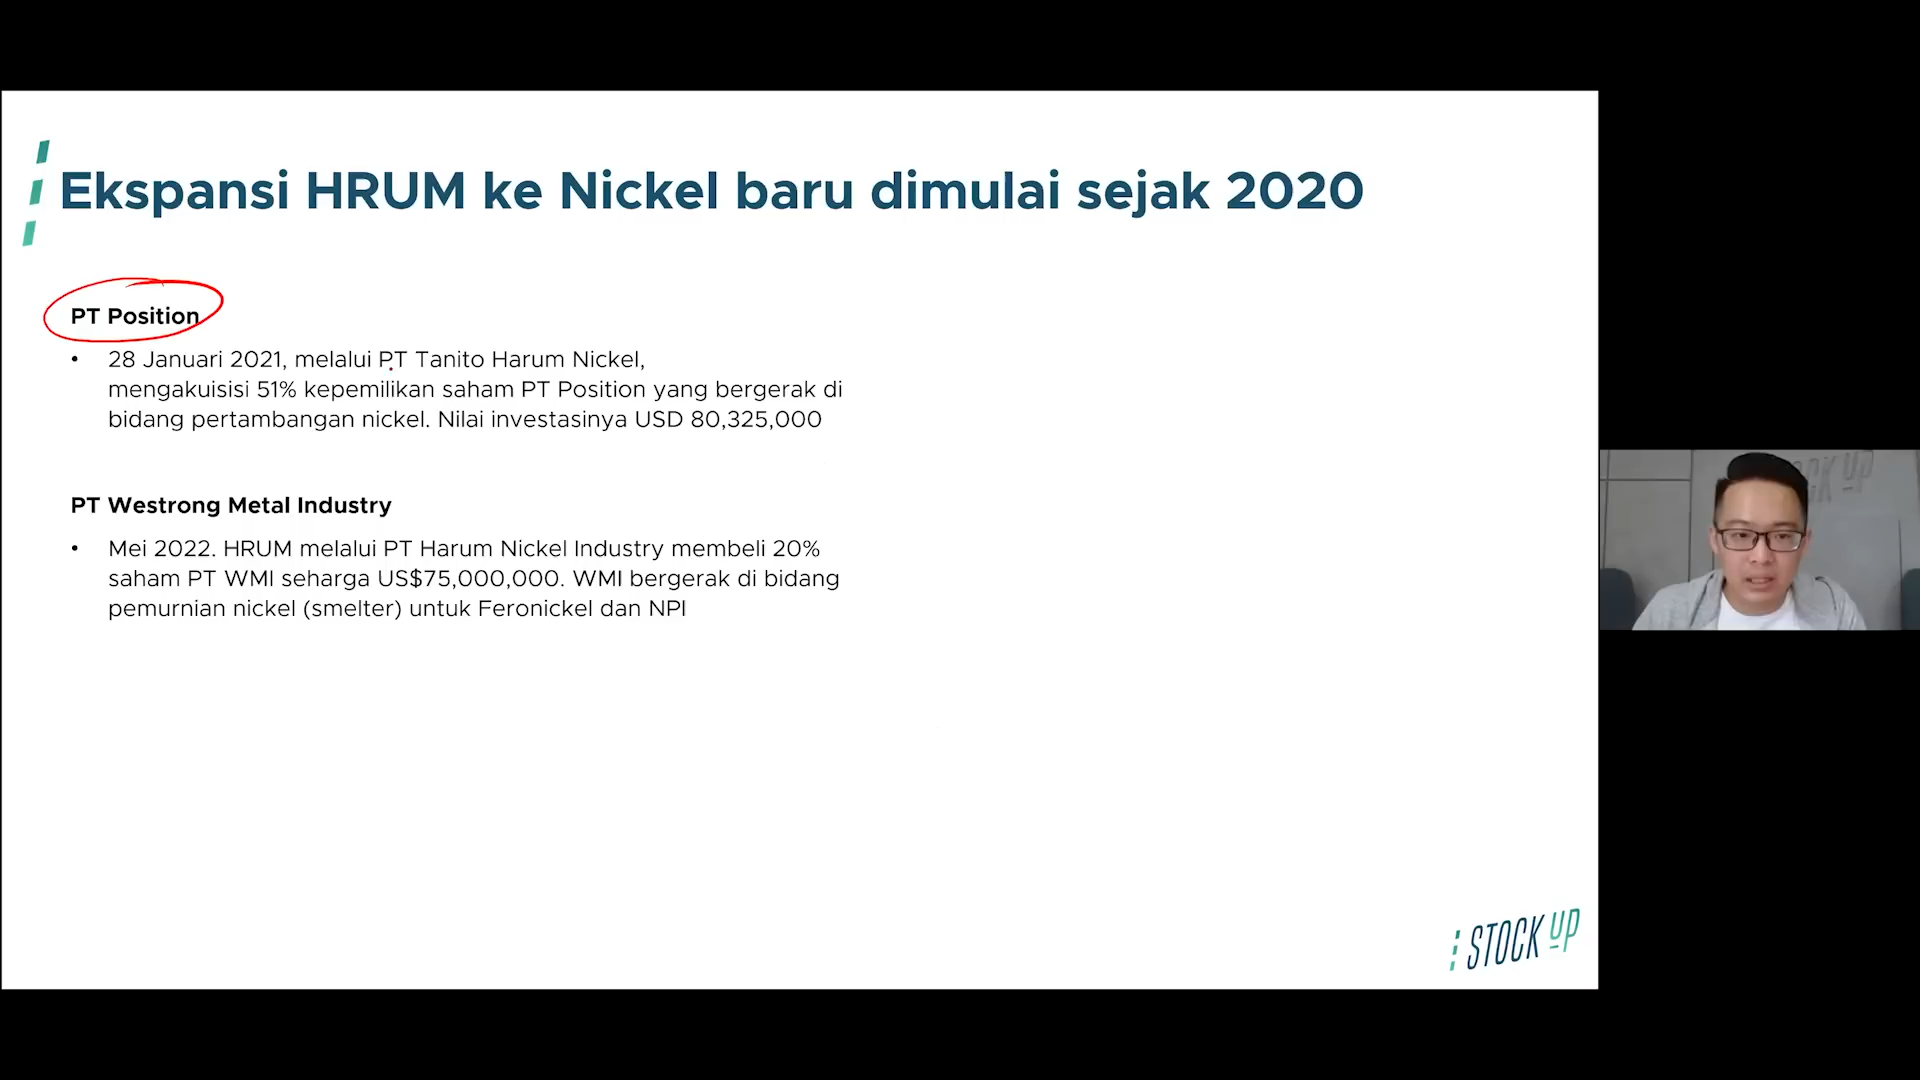 Ekspansi HRUM ke Nickel baru dimulai sejak 2020
PT Position
• 28 Januari 2021, melalui PT Tanito Harum Nickel,
mengakuisisi 51% kepemilikan saham PT Position yang bergerak di
bidang pertambangan nickel. Nilai investasinya USD 80,325,000
PT Westrong Metal Industry
• Mei 2022. HRUM melalui PT Harum Nickel Industry membeli 20%
saham PT WMI seharga US$75,000,000. WMI bergerak di bidang
pemurnian nickel (smelter) untuk Feronickel dan NPI
STOCK UP
OCK UP